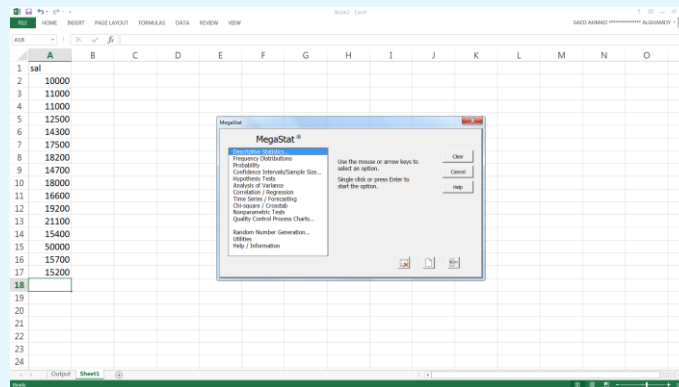 Book2 - Excel
FILE HOME INSERT PAGE LAYOUT FORMULAS DATA REVIEW VIEW
SAED AHMAD ************** ALGHAMDY
A18
fx
A B C D E F G H I J K L M N O
1 sal
2 10000
3 11000
4 11000
5 12500
6 14300
7 17500
8 18200
9 14700
10 18000
11 16600
12 19200
13 21100
14 15400
15 50000
16 15700
17 15200
18
19
20
21
22
23
24
MegaStat
MegaStat ®
Descriptive Statistics...
Frequency Distributions
Probability
Confidence Intervals/Sample Size...
Hypothesis Tests
Analysis of Variance
Correlation / Regression
Time Series / Forecasting
Chi-square / Crosstab
Nonparametric Tests
Quality Control Process Charts...
Random Number Generation...
Utilities
Help / Information
Use the mouse or arrow keys to
select an option.
Single click or press Enter to
start the option.
Clear
Cancel
Help
Output Sheet1